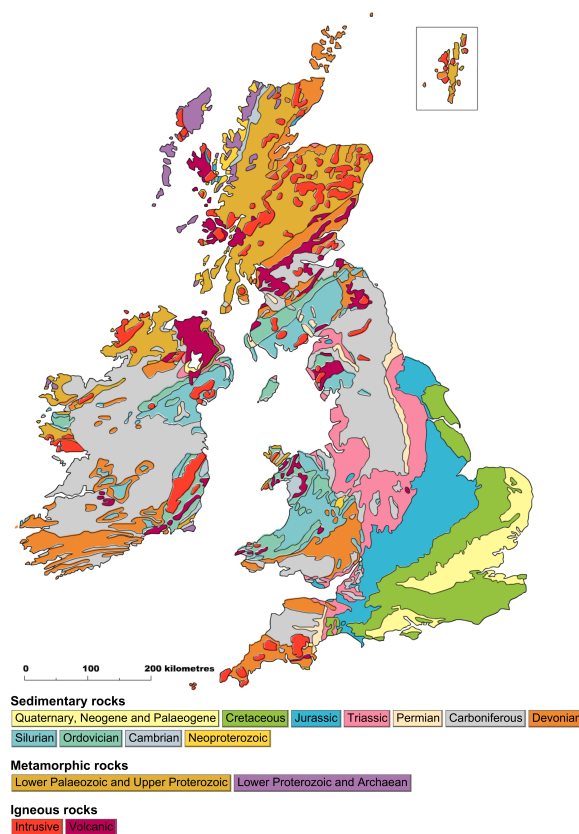 0 100 200 kilometres
Sedimentary rocks
Quaternary, Neogene and Palaeogene Cretaceous Jurassic Triassic Permian Carboniferous Devonian
Silurian Ordovician Cambrian Neoproterozoic
Metamorphic rocks
Lower Palaeozoic and Upper Proterozoic Lower Proterozoic and Archaean
Igneous rocks
Intrusive Volcanic